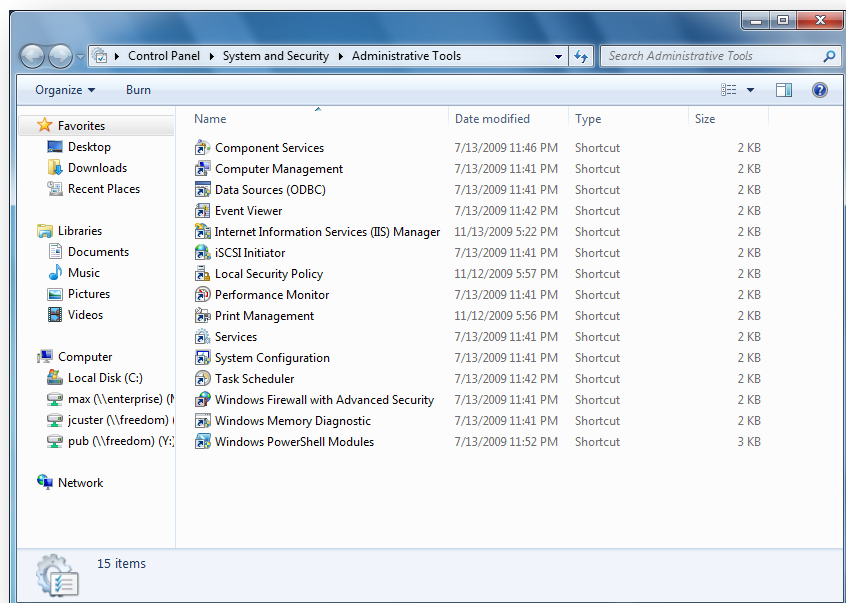 Control Panel ▸ System and Security ▸ Administrative Tools
Search Administrative Tools
Organize Burn
Name Date modified Type Size
Favorites
Desktop
Downloads
Recent Places
Libraries
Documents
Music
Pictures
Videos
Computer
Local Disk (C:)
max (\\enterprise) (
jcuster (\\freedom) (
pub (\\freedom) (Y:)
Network
Component Services 7/13/2009 11:46 PM Shortcut 2 KB
Computer Management 7/13/2009 11:41 PM Shortcut 2 KB
Data Sources (ODBC) 7/13/2009 11:41 PM Shortcut 2 KB
Event Viewer 7/13/2009 11:42 PM Shortcut 2 KB
Internet Information Services (IIS) Manager 11/13/2009 5:22 PM Shortcut 2 KB
iSCSI Initiator 7/13/2009 11:41 PM Shortcut 2 KB
Local Security Policy 11/12/2009 5:57 PM Shortcut 2 KB
Performance Monitor 7/13/2009 11:41 PM Shortcut 2 KB
Print Management 11/12/2009 5:56 PM Shortcut 2 KB
Services 7/13/2009 11:41 PM Shortcut 2 KB
System Configuration 7/13/2009 11:41 PM Shortcut 2 KB
Task Scheduler 7/13/2009 11:42 PM Shortcut 2 KB
Windows Firewall with Advanced Security 7/13/2009 11:41 PM Shortcut 2 KB
Windows Memory Diagnostic 7/13/2009 11:41 PM Shortcut 2 KB
Windows PowerShell Modules 7/13/2009 11:52 PM Shortcut 3 KB
15 items